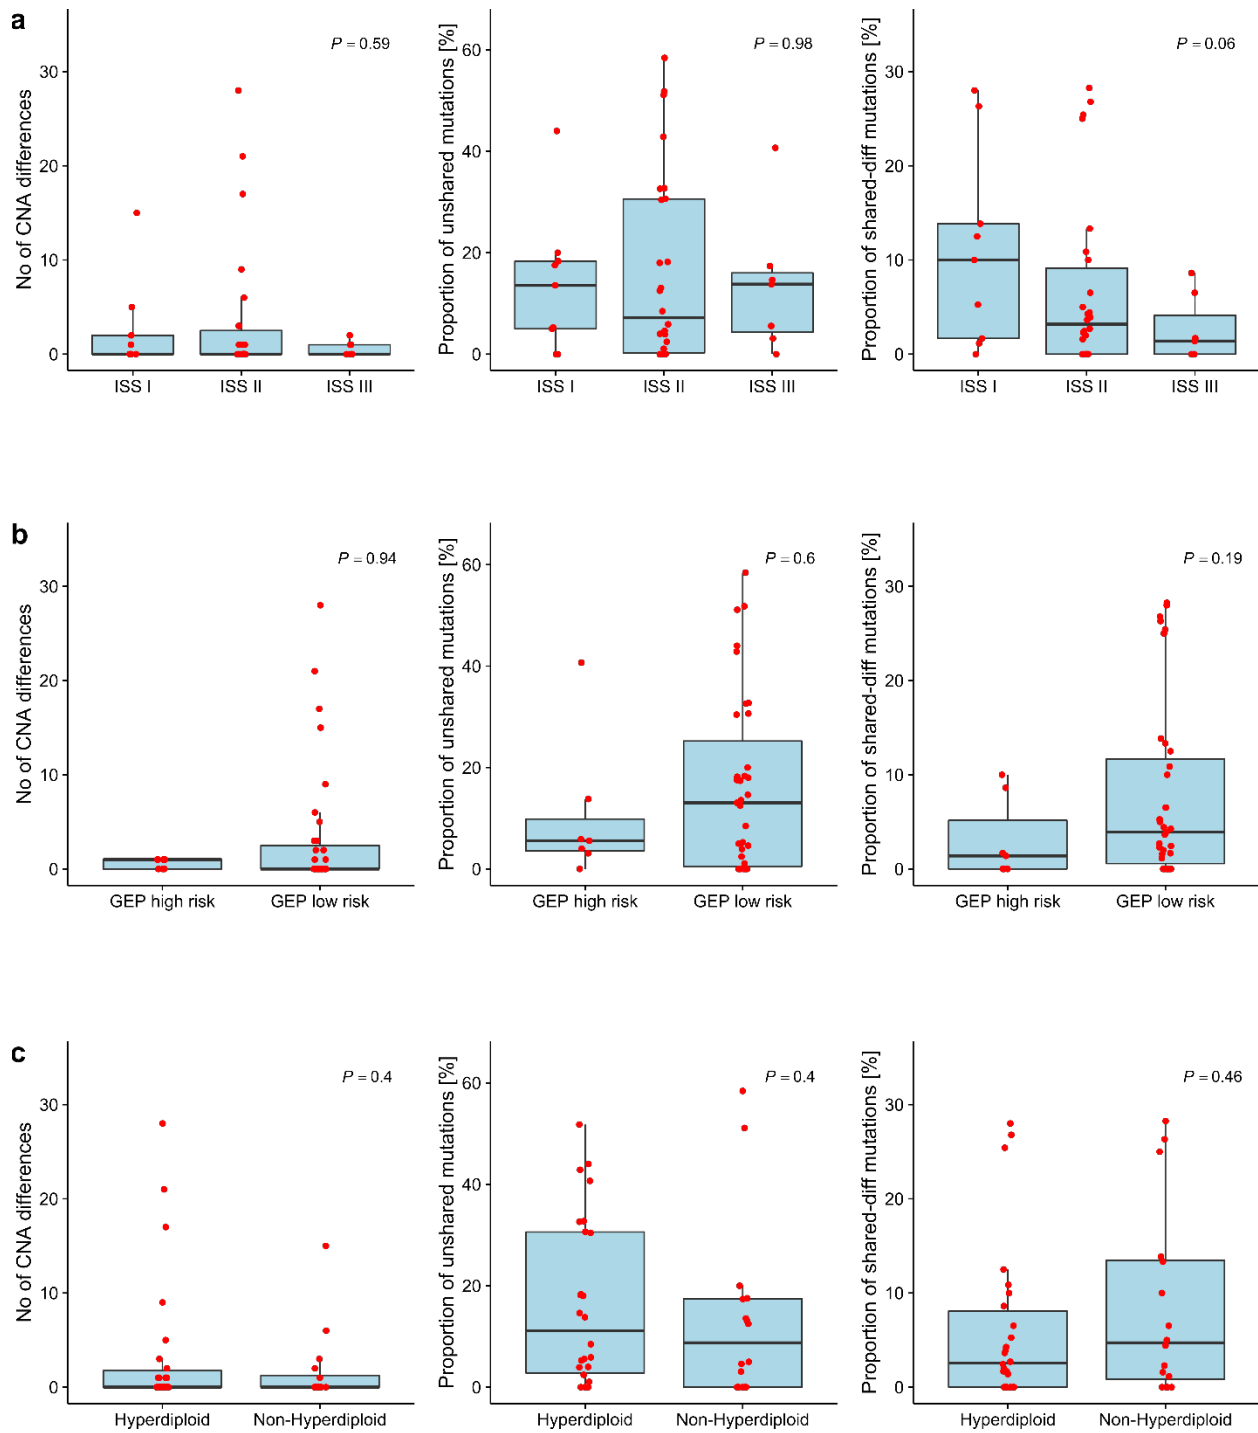 a
No of CNA differences
30
20
10
0
P = 0.59
ISS I ISS II ISS III
Proportion of unshared mutations [%]
60
40
20
0
P = 0.98
ISS I ISS II ISS III
Proportion of shared-diff mutations [%]
30
20
10
0
P = 0.06
ISS I ISS II ISS III
b
No of CNA differences
30
20
10
0
P = 0.94
GEP high risk GEP low risk
Proportion of unshared mutations [%]
60
40
20
0
P = 0.6
GEP high risk GEP low risk
Proportion of shared-diff mutations [%]
30
20
10
0
P = 0.19
GEP high risk GEP low risk
c
No of CNA differences
30
20
10
0
P = 0.4
Hyperdiploid Non-Hyperdiploid
Proportion of unshared mutations [%]
60
40
20
0
P = 0.4
Hyperdiploid Non-Hyperdiploid
Proportion of shared-diff mutations [%]
30
20
10
0
P = 0.46
Hyperdiploid Non-Hyperdiploid